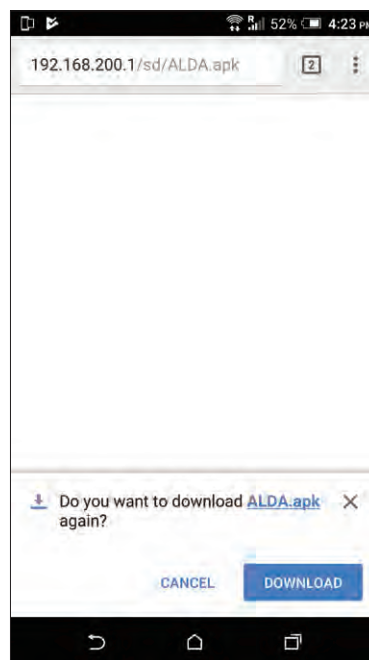 R 52% 4:23 PM
192.168.200.1/sd/ALDA.apk 2
Do you want to download ALDA.apk
again?
CANCEL DOWNLOAD